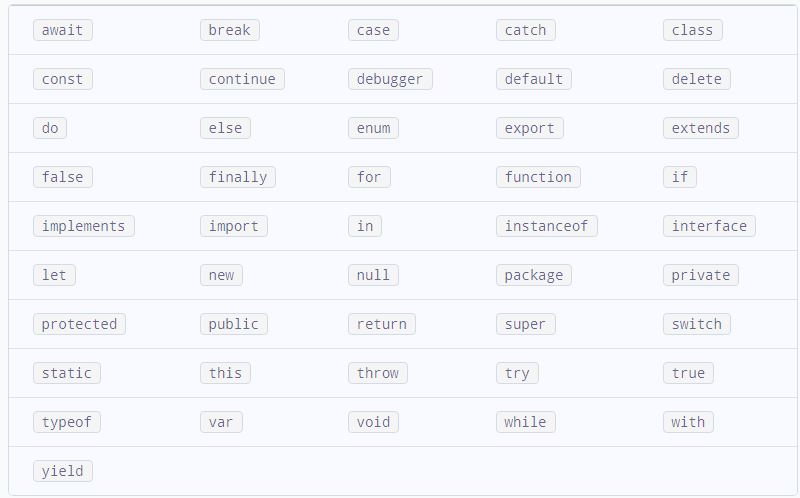 await break case catch class
const continue debugger default delete
do else enum export extends
false finally for function if
implements import in instanceof interface
let new null package private
protected public return super switch
static this throw try true
typeof var void while with
yield